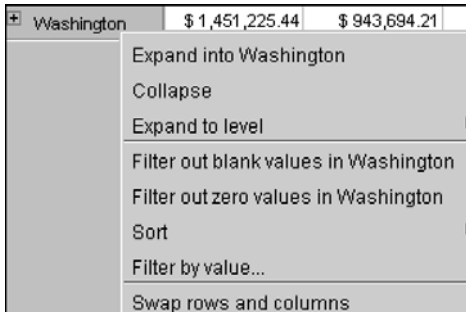 Washington $ 1,451,225.44 $ 943,694.21
Expand into Washington
Collapse
Expand to level
Filter out blank values in Washington
Filter out zero values in Washington
Sort
Filter by value...
Swap rows and columns